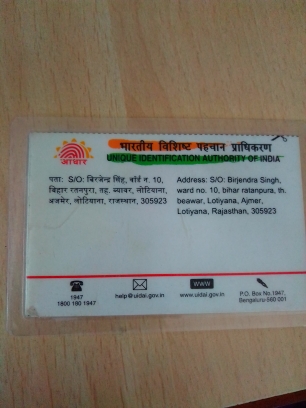 भारतीय विशिष्ट पहचान प्राधिकरण
UNIQUE IDENTIFICATION AUTHORITY OF INDIA
आधार
पता: S/O: बिरजेन्द्र सिंह, वॉर्ड न. 10,
बिहार रतनपुरा, तह. ब्यावर, लोटियाना,
अजमेर, लोटियाना, राजस्थान, 305923
Address: S/O: Birjendra Singh,
ward no. 10, bihar ratanpura, th.
beawar, Lotiyana, Ajmer,
Lotiyana, Rajasthan, 305923
1947
1800 180 1947
help@uidai.gov.in
WWW
www.uidai.gov.in
P.O. Box No.1947,
Bengaluru-560 001